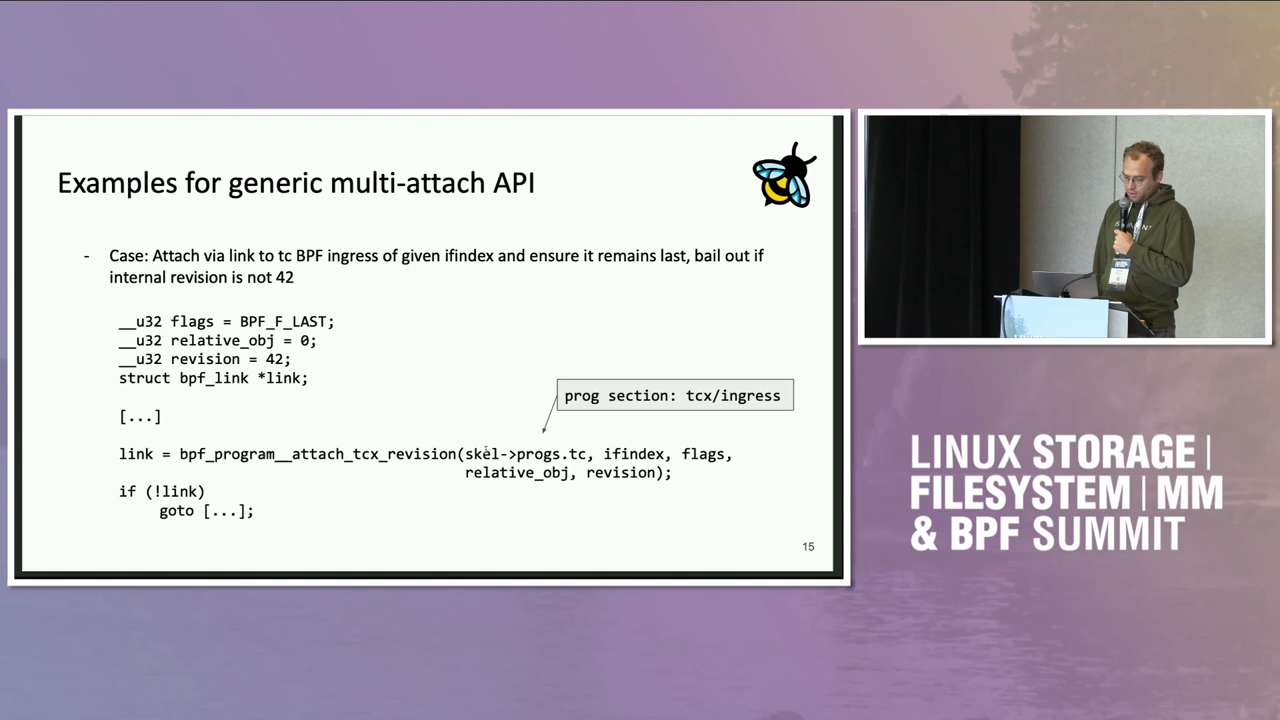 Examples for generic multi-attach API
- Case: Attach via link to tc BPF ingress of given ifindex and ensure it remains last, bail out if
internal revision is not 42
__u32 flags = BPF_F_LAST;
__u32 relative_obj = 0;
__u32 revision = 42;
struct bpf_link *link;
[...]
prog section: tcx/ingress
link = bpf_program__attach_tcx_revision(skel->progs.tc, ifindex, flags,
relative_obj, revision);
if (!link)
goto [...];
15
LINUX STORAGE |
FILESYSTEM | MM
& BPF SUMMIT